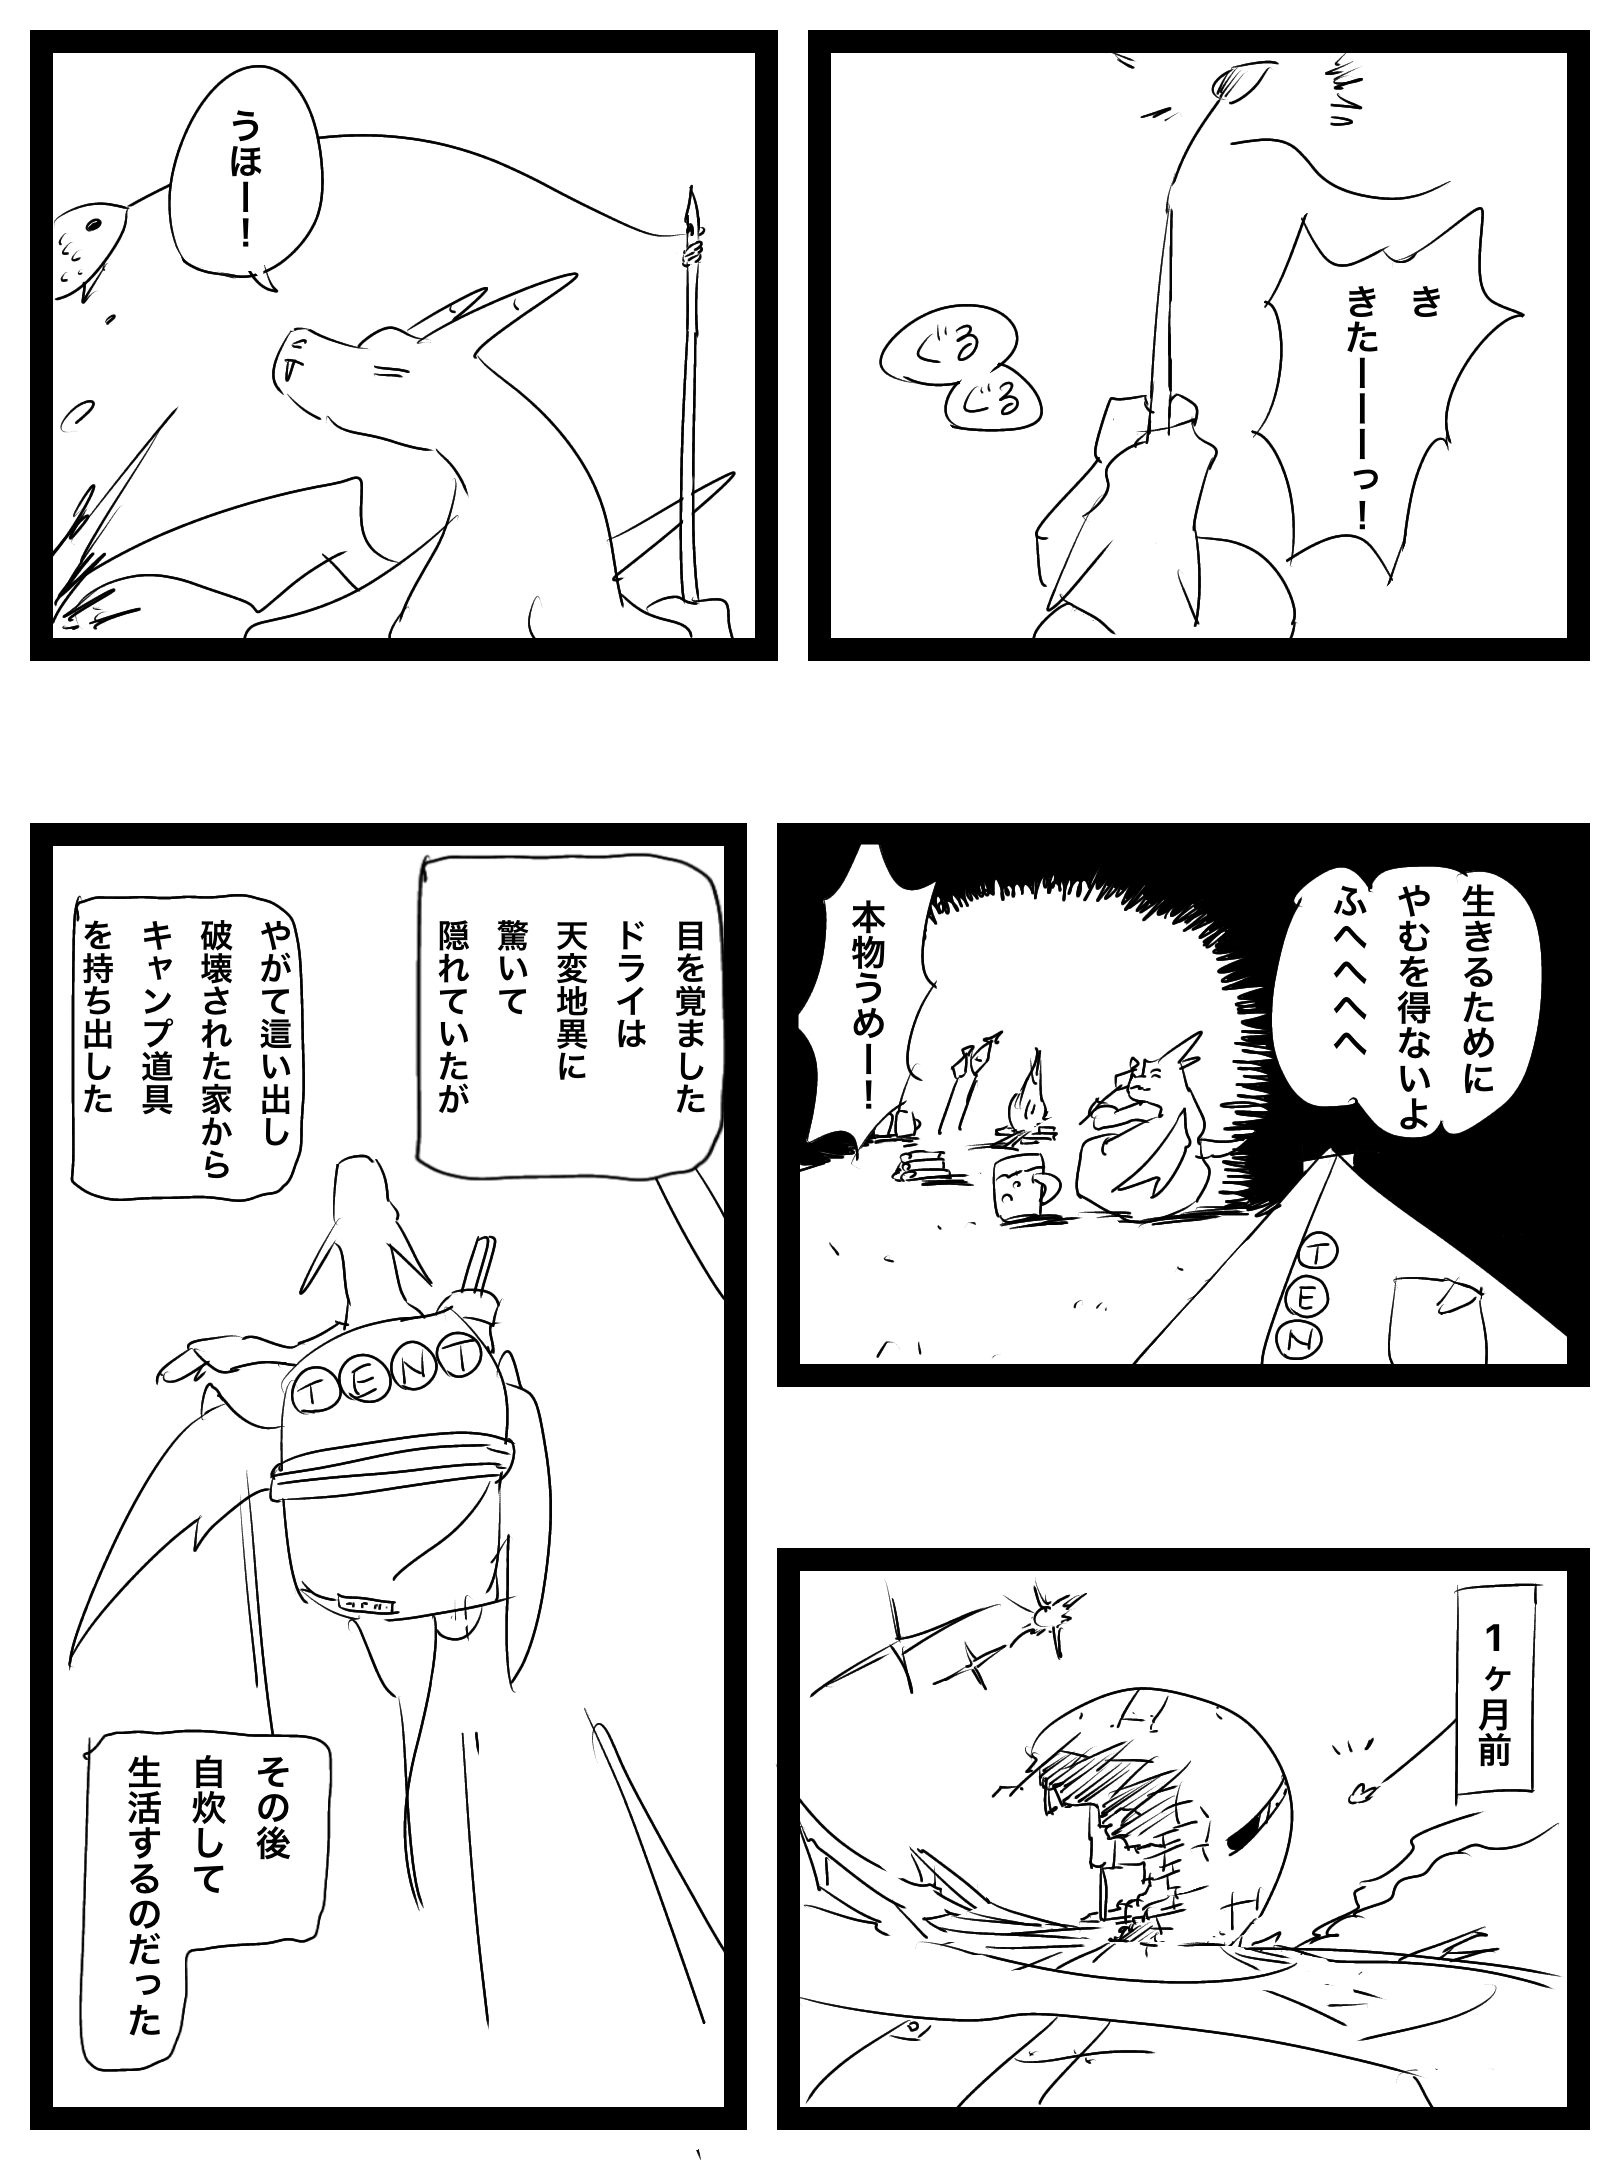 き
きたーーーっ！
ぐる
ぐる
うほー！
生きるために
やむを得ないよ
ふへへへへ
TEN
本物うめー！
1ヶ月前
目を覚ました
ドライは
天変地異に
驚いて
隠れていたが
やがて這い出し
破壊された家から
キャンプ道具
を持ち出した
TENT
その後
自炊して
生活するのだった